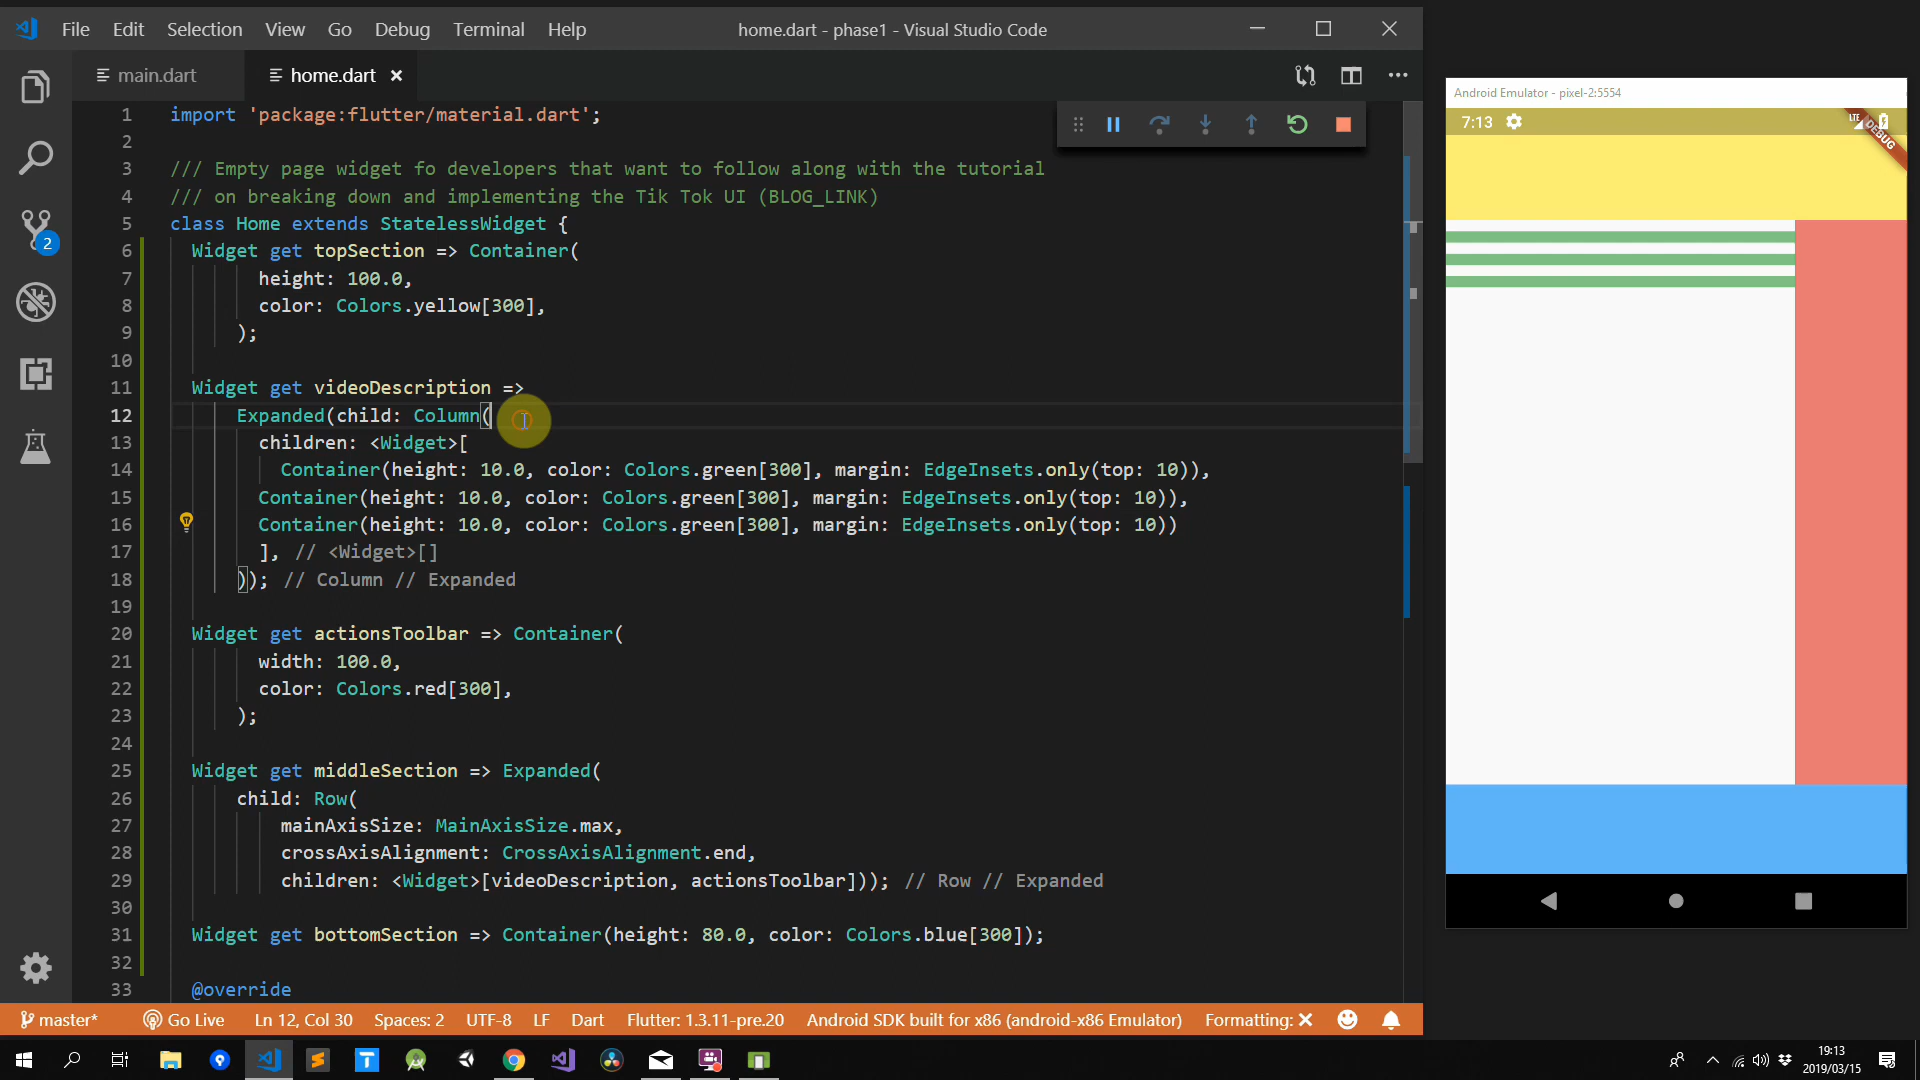 File Edit Selection View Go Debug Terminal Help
home.dart - phase1 - Visual Studio Code
main.dart
home.dart
1 import 'package:flutter/material.dart';
2
3 /// Empty page widget fo developers that want to follow along with the tutorial
4 /// on breaking down and implementing the Tik Tok UI (BLOG_LINK)
5 class Home extends StatelessWidget {
6 Widget get topSection => Container(
7 height: 100.0,
8 color: Colors.yellow[300],
9 );
10
11 Widget get videoDescription =>
12 Expanded(child: Column(
13 children: <Widget>[
14 Container(height: 10.0, color: Colors.green[300], margin: EdgeInsets.only(top: 10)),
15 Container(height: 10.0, color: Colors.green[300], margin: EdgeInsets.only(top: 10)),
16 Container(height: 10.0, color: Colors.green[300], margin: EdgeInsets.only(top: 10))
17 ], // <Widget>[]
18 )); // Column // Expanded
19
20 Widget get actionsToolbar => Container(
21 width: 100.0,
22 color: Colors.red[300],
23 );
24
25 Widget get middleSection => Expanded(
26 child: Row(
27 mainAxisSize: MainAxisSize.max,
28 crossAxisAlignment: CrossAxisAlignment.end,
29 children: <Widget>[videoDescription, actionsToolbar])); // Row // Expanded
30
31 Widget get bottomSection => Container(height: 80.0, color: Colors.blue[300]);
32
33 @override
2
Android Emulator - pixel-2:5554
7:13
LTE
DEBUG
master* Go Live Ln 12, Col 30 Spaces: 2 UTF-8 LF Dart Flutter: 1.3.11-pre.20 Android SDK built for x86 (android-x86 Emulator) Formatting: ✕
19:13
2019/03/15